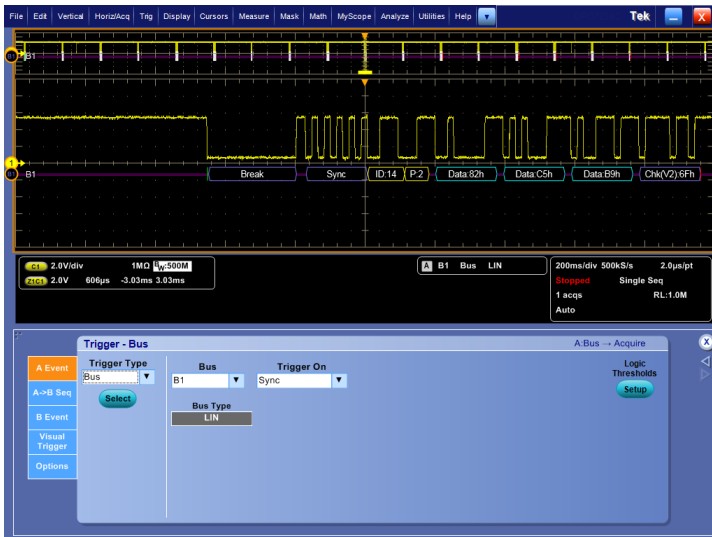 File Edit Vertical Horiz/Acq Trig Display Cursors Measure Mask Math MyScope Analyze Utilities Help Tek X
B1 B1
1
B1 B1 Break Sync ID:14 P:2 Data:82h Data:C5h Data:B9h Chk(V2):6Fh
C1 2.0V/div 1MΩ BW:500M
Z1C1 2.0V 606µs -3.03ms 3.03ms
A B1 Bus LIN
200ms/div 500kS/s 2.0µs/pt
Stopped Single Seq
1 acqs RL:1.0M
Auto
Trigger - Bus A:Bus → Acquire X
A Event
A->B Seq
B Event
Visual
Trigger
Options
Trigger Type
Bus
Select
Bus Trigger On
B1 Sync
Bus Type
LIN
Logic
Thresholds
Setup